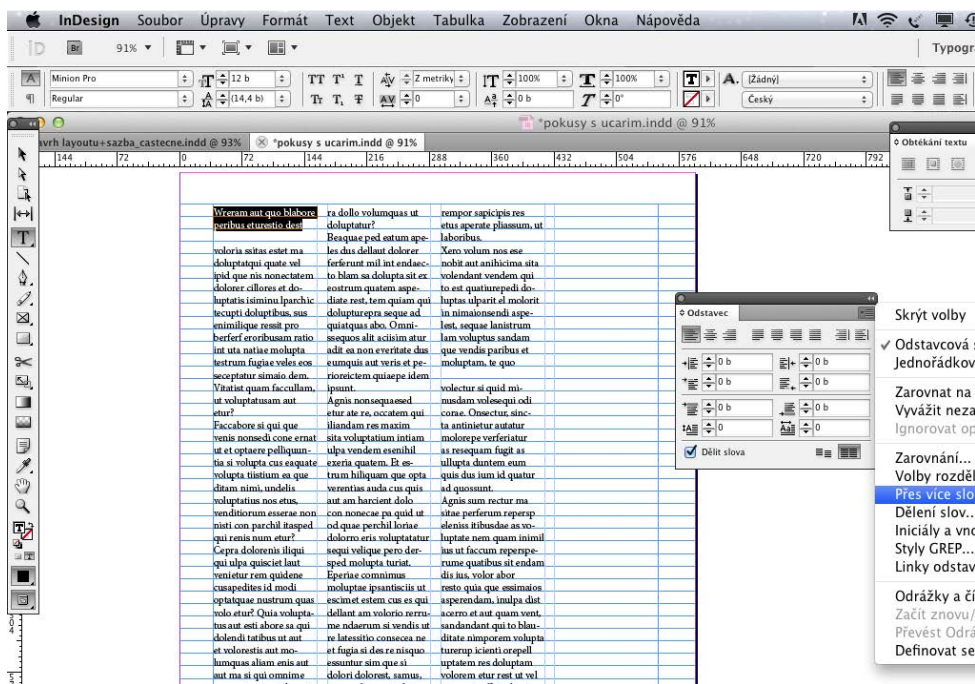 InDesign Soubor Úpravy Formát Text Objekt Tabulka Zobrazení Okna Nápověda
Br 91% Typogr
A Minion Pro 12 b TT T¹ T Z metriky 100% 100% T A. [Žádný]
Regular (14,4 b) Tr T, T 0 0 b 0° Český
*pokusy s ucarim.indd @ 91%
avrh layoutu+sazba_castecne.indd @ 93% *pokusy s ucarim.indd @ 91%
144 72 0 72 144 216 288 360 432 504 576 648 720 792
Obtékání textu
Wreram aut quo blabore
peribus eturestio dest
voloria ssitas estet ma
doluptatqui quate vel
ipid que nis nonectatem
dolorer cillores et do-
luptatis isiminu lparchic
tecupti doluptibus, sus
enimilique ressit pro
berferf eroribusam ratio
int uta natiae molupta
testrum fugiae veles eos
seceptatur simaio dem.
Vitatist quam faccullam,
ut voluptatusam aut
etur?
Faccabore si qui que
venis nonsedi cone ernat
ut et optaere pelliquun-
tia si volupta cus eaquate
volupta tiistium ea que
ditam nimi, undelis
voluptatius nos etus,
venditiorum esserae non
nisti con parchil itasped
qui renis num etur?
Cepra dolorenis iliqui
qui ulpa quisciet laut
venietur rem quidene
cusapedites id modi
optatquae nustrum quas
volo etur? Quia volupta-
tus aut esti abore sa qui
dolendi tatibus ut aut
et volorestis aut mo-
lumquas aliam enis aut
aut ma si qui omnime
ra dollo volumquas ut
doluptatur?
Beaquae ped eatum ape-
les dus dellaut dolorer
ferferunt mil int endaec-
to blam sa dolupta sit ex
eostrum quatem aspe-
diate rest, tem quiam qui
dolupturepra seque ad
quiatquas abo. Omni-
ssequos alit aciisim atur
adit ea non everitate dus
eumquis aut veris et pe-
rioreictem quiaepe idem
ipsunt.
Agnis nonsequaesed
etur ate re, occatem qui
iliandam res maxim
sita voluptatium intiam
ulpa vendem esenihil
exeria quatem. Et es-
trum hiliquam que opta
verentias auda cus quis
aut am harcient dolo
con nonecae pa quid ut
od quae perchil loriae
dolorro eris voluptatatur
sequi velique pero der-
sped molupta turiat.
Eperiae comnimus
moluptae ipsantisciis ut
escimet estem cus es qui
dellant am volorio rerru-
me ndaerum si vendis ut
re latessitio consecea ne
et fugia si des re nisquo
essuntur sim que si
dolori dolorest, samus,
rempor sapicipis res
etus aperate pliassum, ut
laboribus.
Xero volum nos ese
nobit aut anihicima sita
volendant vendem qui
to est quatiurepedi do-
luptas ulparit el molorit
in nimaionsendi aspe-
lest, sequae lanistrum
lam voluptus sandam
que vendis paribus et
moluptam, te quo
volectur si quid mi-
nusdam volesequi odi
corae. Onsectur, sinc-
ta antinietur autatur
molorepe verferiatur
as resequam fugit as
ullupta duntem eum
quis dus ium id quatur
ad quossunt.
Agnis sum rectur ma
sitae perferum repersp
eleniss itibusdae as vo-
luptate nem quam inimil
ius ut faccum reperspe-
rume quatibus sit endam
dis ius, volor abor
resto quia que essimaios
asperendam, inulpa dist
acerro et aut quam vent,
sandandant qui to blau-
ditate nimporem volupta
turerup icienti orepell
uptatem res doluptam
volorem etur rest ut vel
Odstavec
0 b 0 b
0 b 0 b
0 b 0 b
0 0
Dělit slova
Skrýt volby
Odstavcová s
Jednořádkov
Zarovnat na
Vyvážit neza
Ignorovat op
Zarovnání...
Volby rozděl
Přes více slo
Dělení slov..
Iniciály a vno
Styly GREP...
Linky odstav
Odrážky a čí
Začít znovu/
Převést Odrá
Definovat se